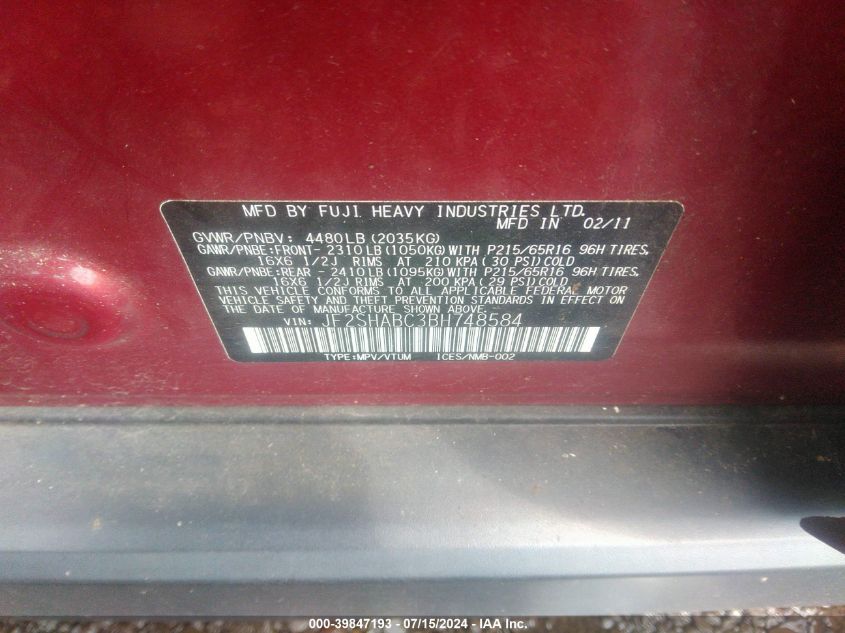 MFD BY FUJI HEAVY INDUSTRIES LTD.
MFD IN 02/11
GVWR/PNBV: 4480LB(2035KG)
GAWR/PNBE:FRONT-2310LB(1050KG)WITH P215/65R16 96H TIRES,
16X6 1/2J RIMS AT 210 KPA(30 PSI)COLD
GAWR/PNBE:REAR -2410LB(1095KG)WITH P215/65R16 96H TIRES,
16X6 1/2J RIMS AT 200 KPA(29 PSI)COLD
THIS VEHICLE CONFORMS TO ALL APPLICABLE FEDERAL MOTOR
VEHICLE SAFETY AND THEFT PREVENTION STANDARDS IN EFFECT ON
THE DATE OF MANUFACTURE SHOWN ABOVE.
VIN: JF2SHABC3BH748584
TYPE:MPV/VTUM ICES/NMB-002
000-39847193 - 07/15/2024 - IAA Inc.